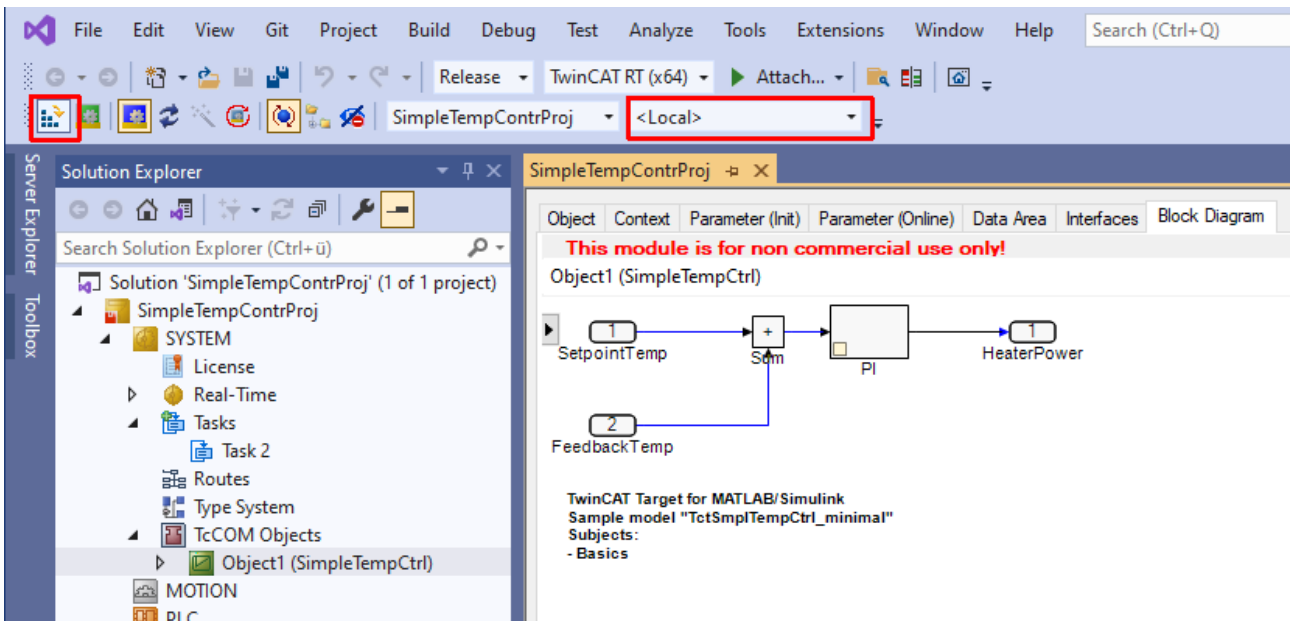 File Edit View Git Project Build Debug Test Analyze Tools Extensions Window Help Search (Ctrl+Q)
Release TwinCAT RT (x64) Attach...
SimpleTempContrProj <Local>
Server Explorer
Toolbox
Solution Explorer
Search Solution Explorer (Ctrl+ü)
Solution 'SimpleTempContrProj' (1 of 1 project)
SimpleTempContrProj
SYSTEM
License
Real-Time
Tasks
Task 2
Routes
Type System
TcCOM Objects
Object1 (SimpleTempCtrl)
MOTION
PLC
SimpleTempContrProj
Object Context Parameter (Init) Parameter (Online) Data Area Interfaces Block Diagram
This module is for non commercial use only!
Object1 (SimpleTempCtrl)
1 + 1
SetpointTemp Sum PI HeaterPower
2
FeedbackTemp
TwinCAT Target for MATLAB/Simulink
Sample model "TctSmplTempCtrl_minimal"
Subjects:
- Basics